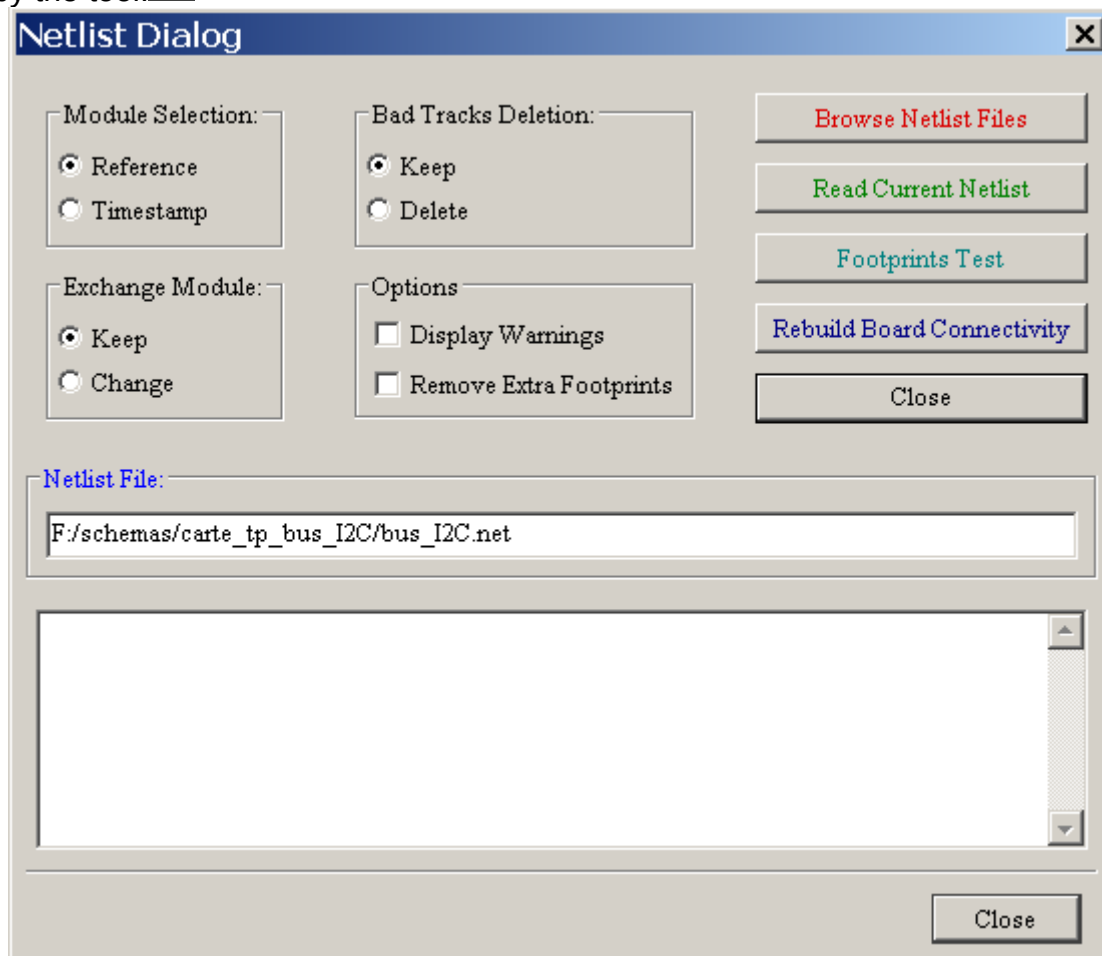 Netlist Dialog
Module Selection:
Reference
Timestamp
Bad Tracks Deletion:
Keep
Delete
Exchange Module:
Keep
Change
Options
Display Warnings
Remove Extra Footprints
Browse Netlist Files
Read Current Netlist
Footprints Test
Rebuild Board Connectivity
Close
Netlist File:
F:/schemas/carte_tp_bus_I2C/bus_I2C.net
Close